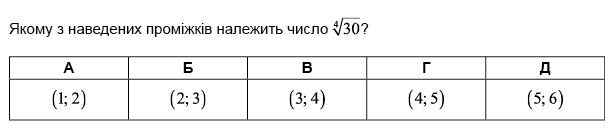 Якому з наведених проміжків належить число ∜30?
А Б В Г Д
(1; 2) (2; 3) (3; 4) (4; 5) (5; 6)